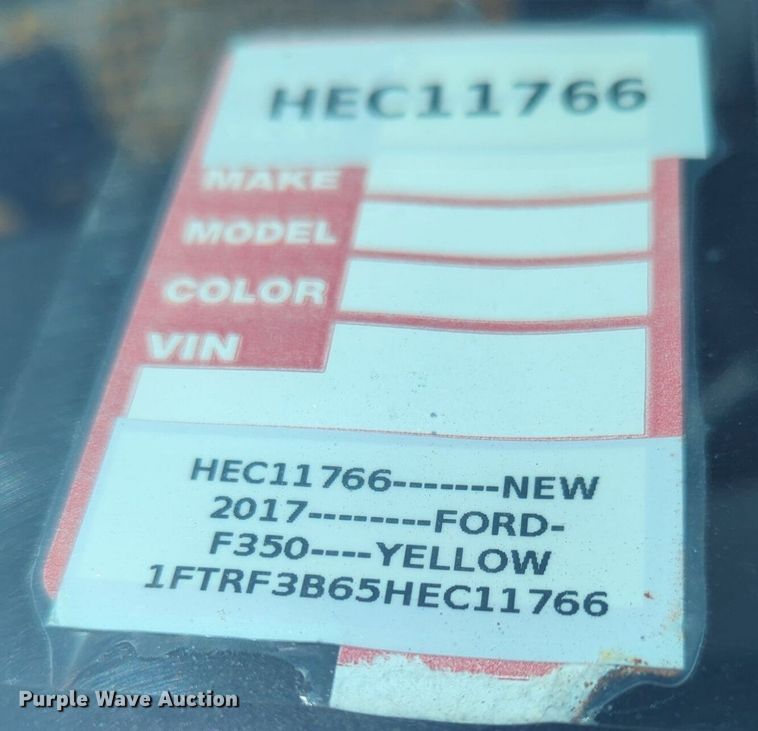 HEC11766
MAKE
MODEL
COLOR
VIN
HEC11766-------NEW
2017--------FORD-
F350----YELLOW
1FTRF3B65HEC11766
Purple Wave Auction